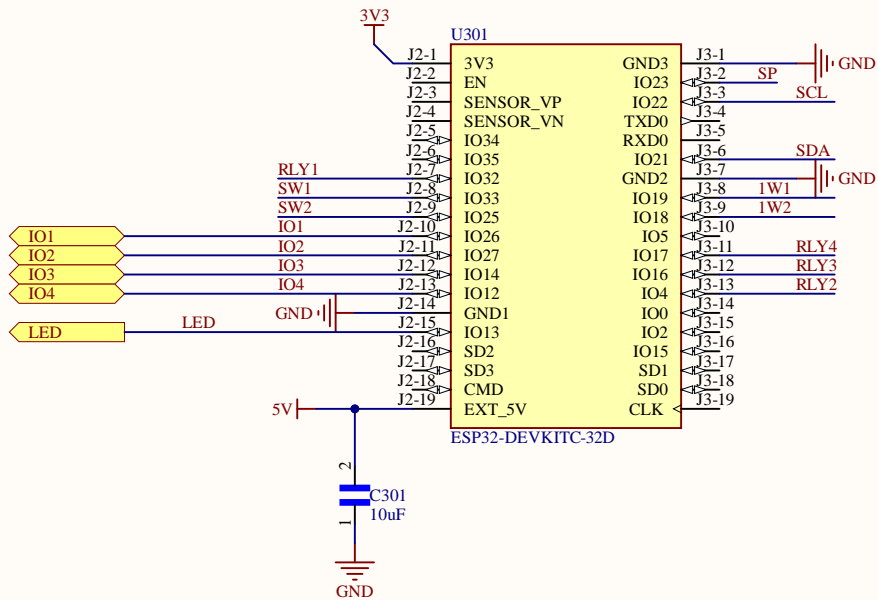 3V3
U301
J2-1 3V3 GND3 J3-1 GND
J2-2 EN IO23 J3-2 SP
J2-3 SENSOR_VP IO22 J3-3 SCL
J2-4 SENSOR_VN TXD0 J3-4
J2-5 IO34 RXD0 J3-5
J2-6 IO35 IO21 J3-6 SDA
RLY1 J2-7 IO32 GND2 J3-7 GND
SW1 J2-8 IO33 IO19 J3-8 1W1
SW2 J2-9 IO25 IO18 J3-9 1W2
IO1 IO1 J2-10 IO26 IO5 J3-10
IO2 IO2 J2-11 IO27 IO17 J3-11 RLY4
IO3 IO3 J2-12 IO14 IO16 J3-12 RLY3
IO4 IO4 J2-13 IO12 IO4 J3-13 RLY2
GND J2-14 GND1 IO0 J3-14
LED LED J2-15 IO13 IO2 J3-15
J2-16 SD2 IO15 J3-16
J2-17 SD3 SD1 J3-17
J2-18 CMD SD0 J3-18
5V J2-19 EXT_5V CLK J3-19
ESP32-DEVKITC-32D
2
C301
10uF
1
GND